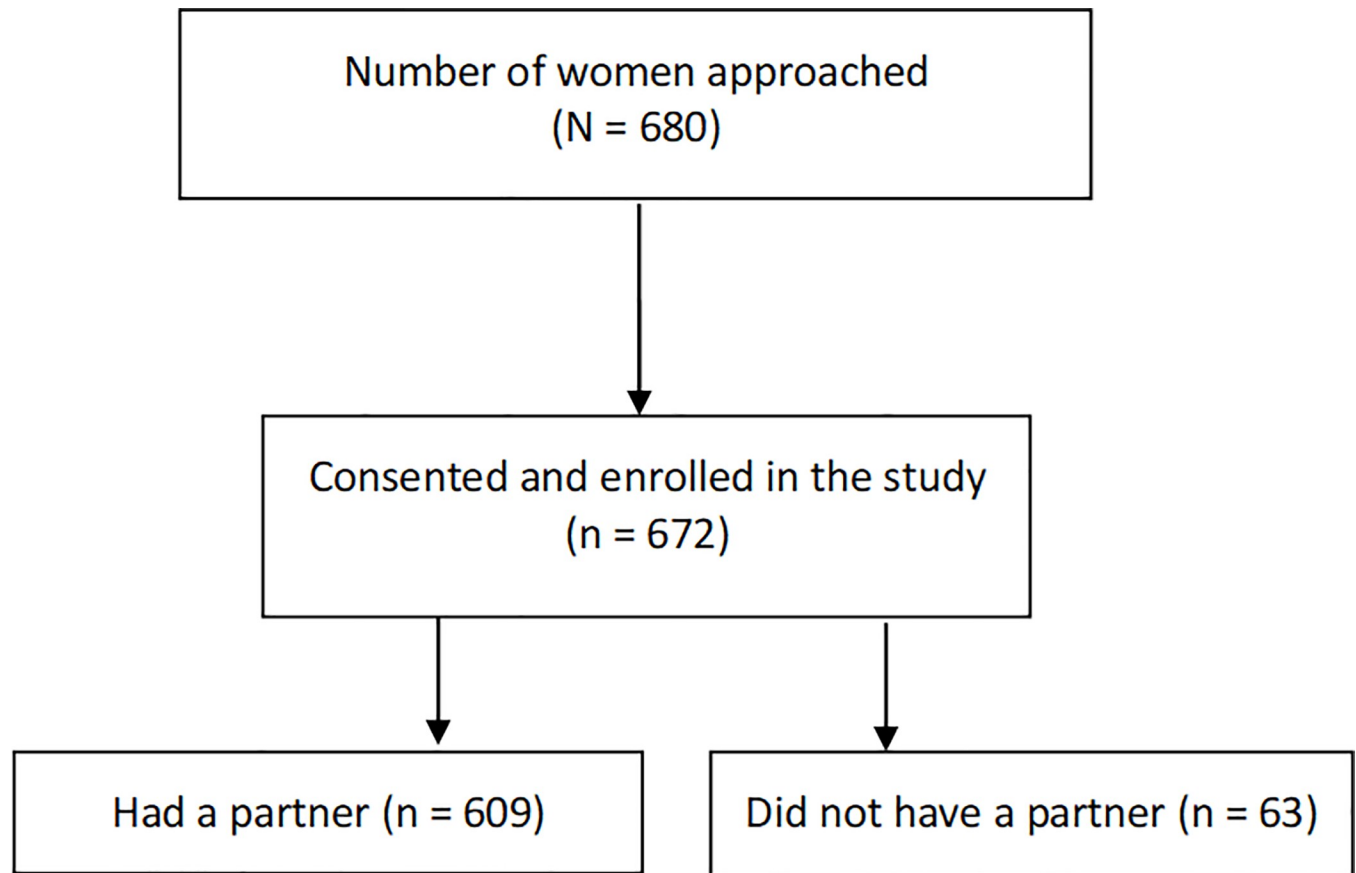 Number of women approached
(N = 680)
Consented and enrolled in the study
(n = 672)
Had a partner (n = 609)
Did not have a partner (n = 63)